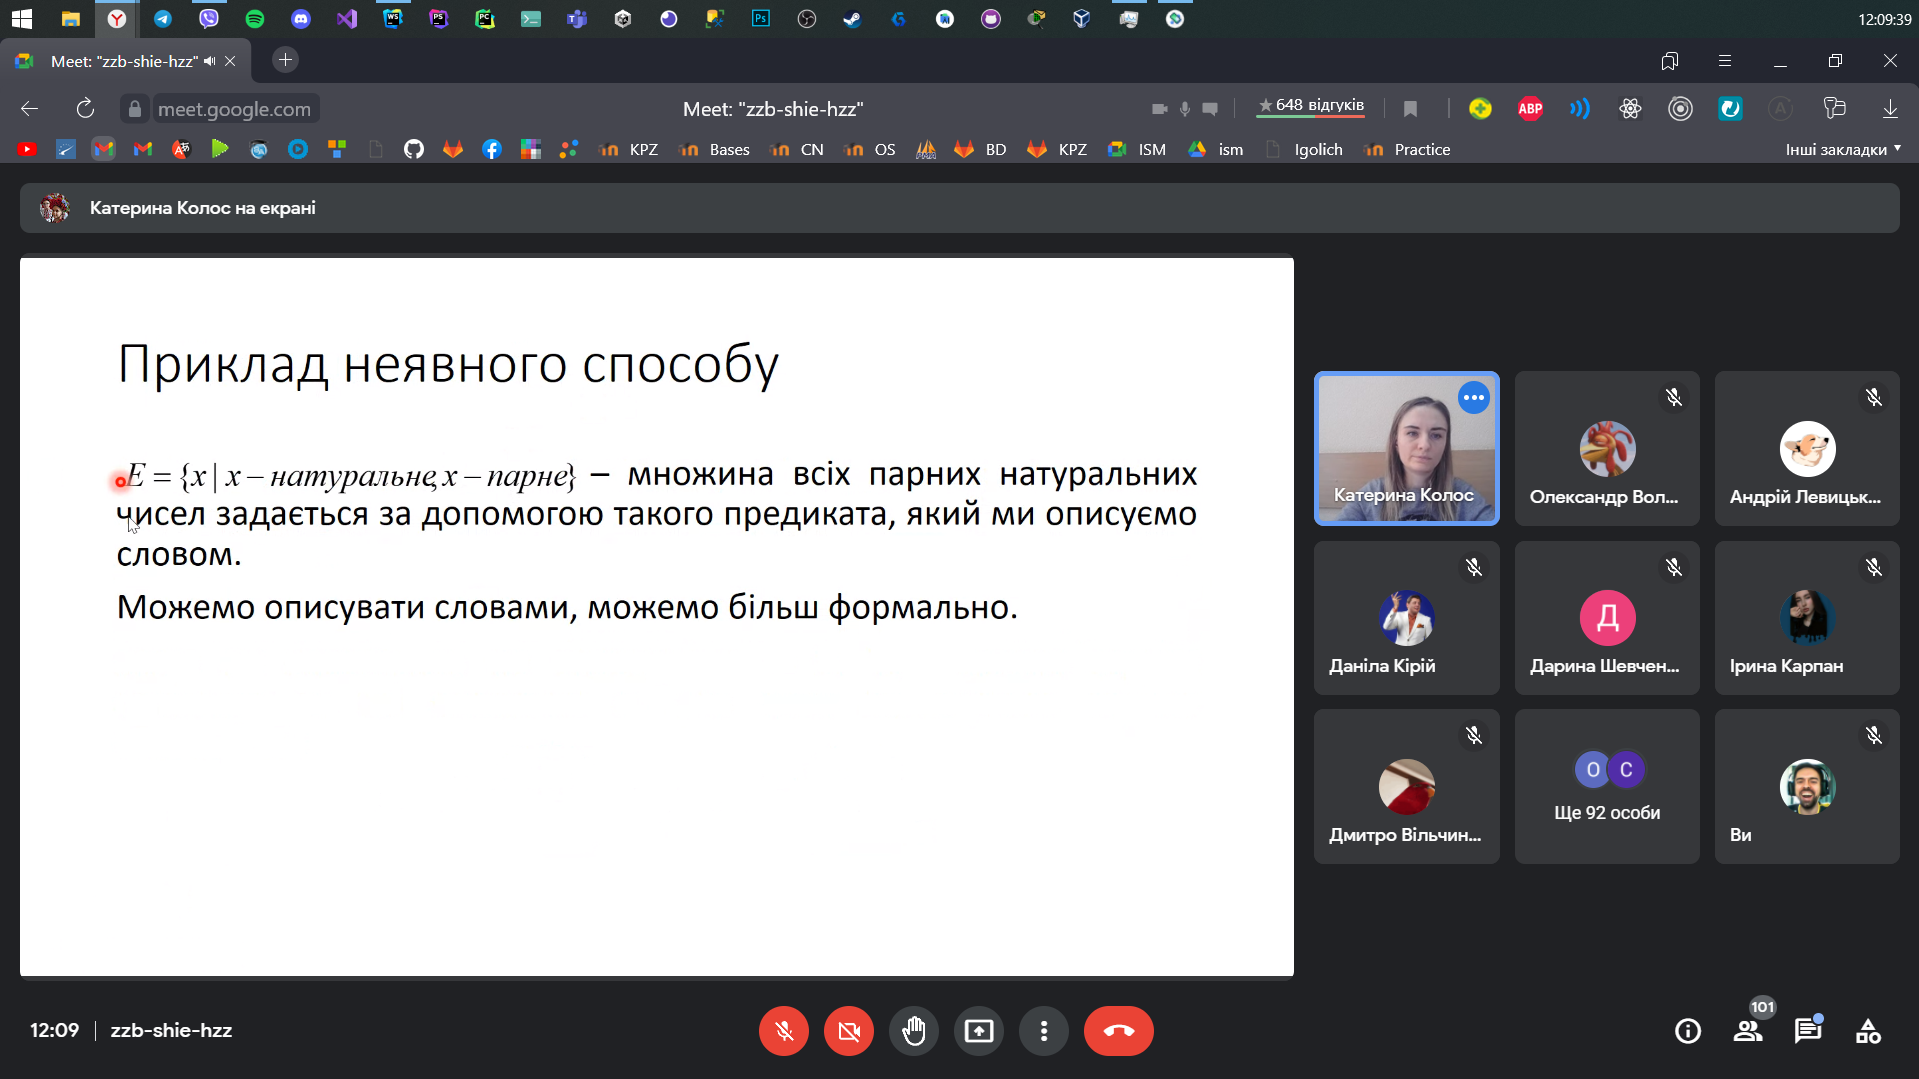 12:09:39
Meet: "zzb-shie-hzz"
meet.google.com
Meet: "zzb-shie-hzz"
★ 648 відгуків
ABP
KPZ
Bases
CN
OS
BD
KPZ
ISM
ism
Igolich
Practice
Інші закладки
Катерина Колос на екрані
Приклад неявного способу
E = {x | x – натуральне, x – парне} – множина всіх парних натуральних
чисел задається за допомогою такого предиката, який ми описуємо
словом.
Можемо описувати словами, можемо більш формально.
Катерина Колос
Олександр Вол...
Андрій Левицьк...
Даніла Кірій
Д
Дарина Шевчен...
Ірина Карпан
Дмитро Вільчин...
О С
Ще 92 особи
Ви
12:09 | zzb-shie-hzz
101